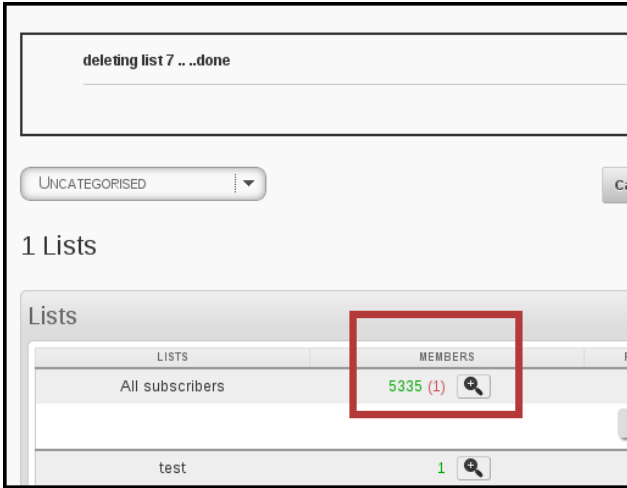 deleting list 7 .. ..done
UNCATEGORISED
1 Lists
Lists
LISTS MEMBERS
All subscribers 5335 (1)
test 1